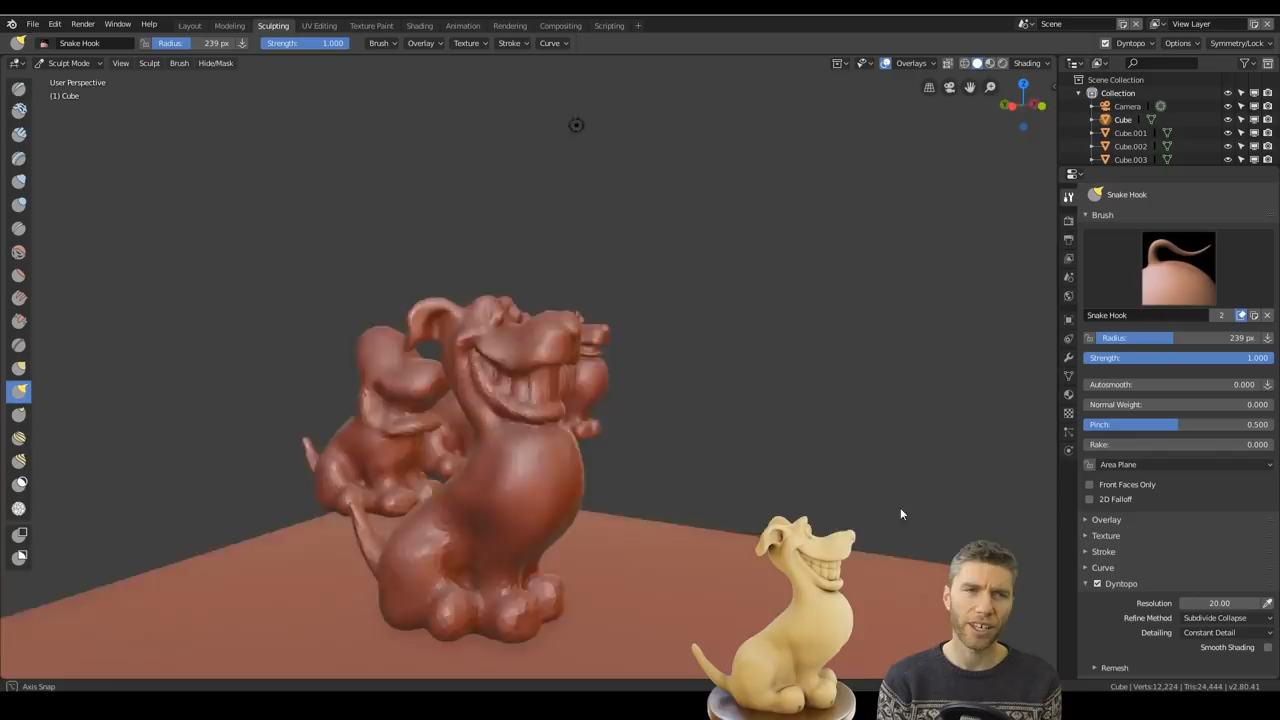 File Edit Render Window Help Layout Modeling Sculpting UV Editing Texture Paint Shading Animation Rendering Compositing Scripting + Scene View Layer
Snake Hook Radius: 239 px Strength: 1.000 Brush Overlay Texture Stroke Curve Dyntopo Options Symmetry/Lock
Sculpt Mode View Sculpt Brush Hide/Mask Overlays Shading
User Perspective
(1) Cube
Scene Collection
Collection
Camera
Cube
Cube.001
Cube.002
Cube.003
Snake Hook
Brush
Snake Hook 2
Radius: 239 px
Strength: 1.000
Autosmooth: 0.000
Normal Weight: 0.000
Pinch: 0.500
Rake: 0.000
Area Plane
Front Faces Only
2D Falloff
Overlay
Texture
Stroke
Curve
Dyntopo
Resolution 20.00
Refine Method Subdivide Collapse
Detailing Constant Detail
Smooth Shading
Remesh
Axis Snap
Cube | Verts:12,224 | Tris:24,444 | v2.80.41